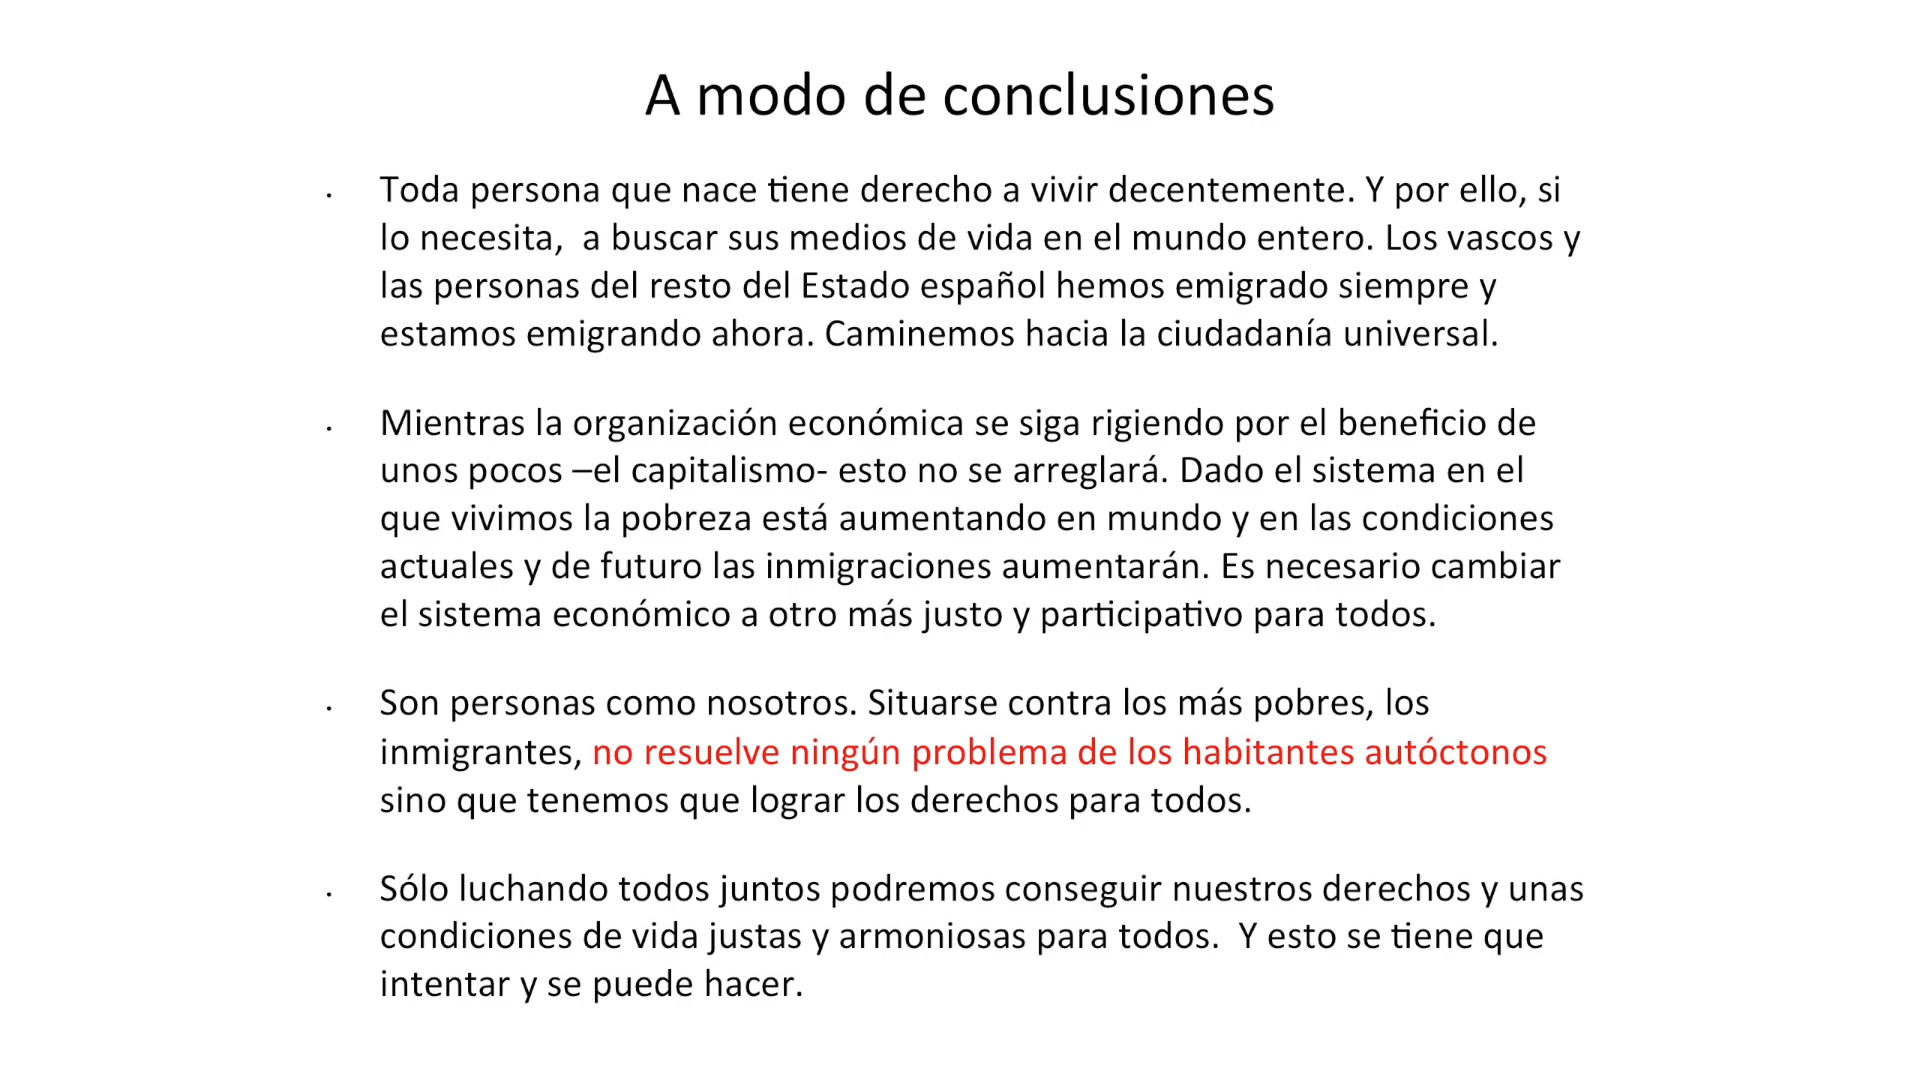 A modo de conclusiones
• Toda persona que nace tiene derecho a vivir decentemente. Y por ello, si
lo necesita,  a buscar sus medios de vida en el mundo entero. Los vascos y
las personas del resto del Estado español hemos emigrado siempre y
estamos emigrando ahora. Caminemos hacia la ciudadanía universal.
• Mientras la organización económica se siga rigiendo por el beneficio de
unos pocos –el capitalismo- esto no se arreglará. Dado el sistema en el
que vivimos la pobreza está aumentando en mundo y en las condiciones
actuales y de futuro las inmigraciones aumentarán. Es necesario cambiar
el sistema económico a otro más justo y participativo para todos.
• Son personas como nosotros. Situarse contra los más pobres, los
inmigrantes, no resuelve ningún problema de los habitantes autóctonos
sino que tenemos que lograr los derechos para todos.
• Sólo luchando todos juntos podremos conseguir nuestros derechos y unas
condiciones de vida justas y armoniosas para todos.  Y esto se tiene que
intentar y se puede hacer.